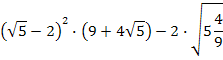 (√5 − 2)² · (9 + 4√5) − 2 · √(5 4/9)